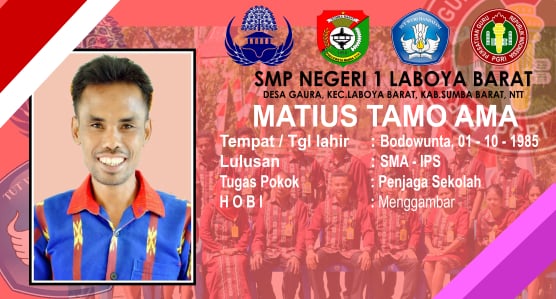 SMP NEGERI 1 LABOYA BARAT
DESA GAURA, KEC.LABOYA BARAT, KAB.SUMBA BARAT, NTT
MATIUS TAMO AMA
Tempat / Tgl lahir : Bodowunta, 01 - 10 - 1985
Lulusan : SMA - IPS
Tugas Pokok : Penjaga Sekolah
H O B I : Menggambar